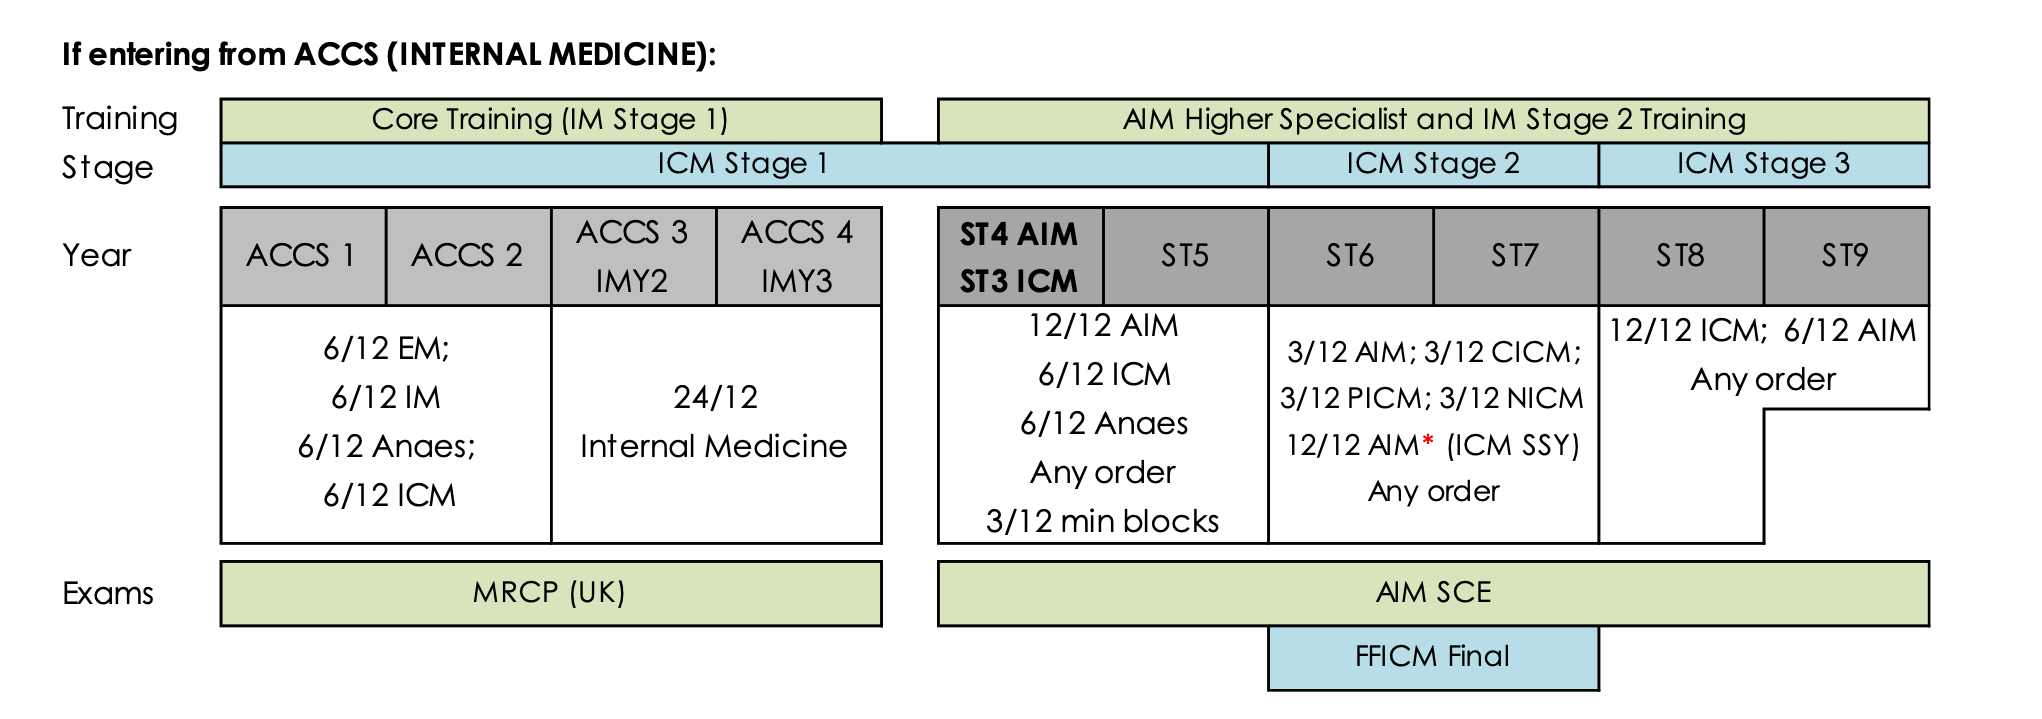 If entering from ACCS (INTERNAL MEDICINE):
Training
Stage
Core Training (IM Stage 1)
AIM Higher Specialist and IM Stage 2 Training
ICM Stage 1
ICM Stage 2
ICM Stage 3
Year
ACCS 1
ACCS 2
ACCS 3
IMY2
ACCS 4
IMY3
ST4 AIM
ST3 ICM
ST5
ST6
ST7
ST8
ST9
6/12 EM;
6/12 IM
6/12 Anaes;
6/12 ICM
24/12
Internal Medicine
12/12 AIM
6/12 ICM
6/12 Anaes
Any order
3/12 min blocks
3/12 AIM; 3/12 CICM;
3/12 PICM; 3/12 NICM
12/12 AIM* (ICM SSY)
Any order
12/12 ICM; 6/12 AIM
Any order
Exams
MRCP (UK)
AIM SCE
FFICM Final